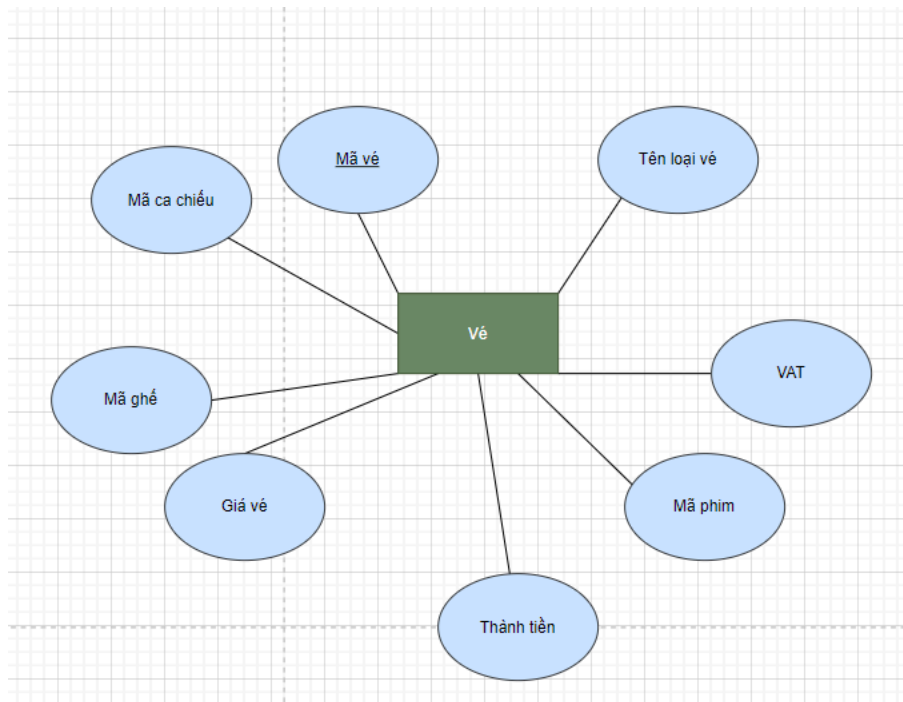 Mã vé
Tên loại vé
Mã ca chiếu
Vé
VAT
Mã ghế
Giá vé
Mã phim
Thành tiền